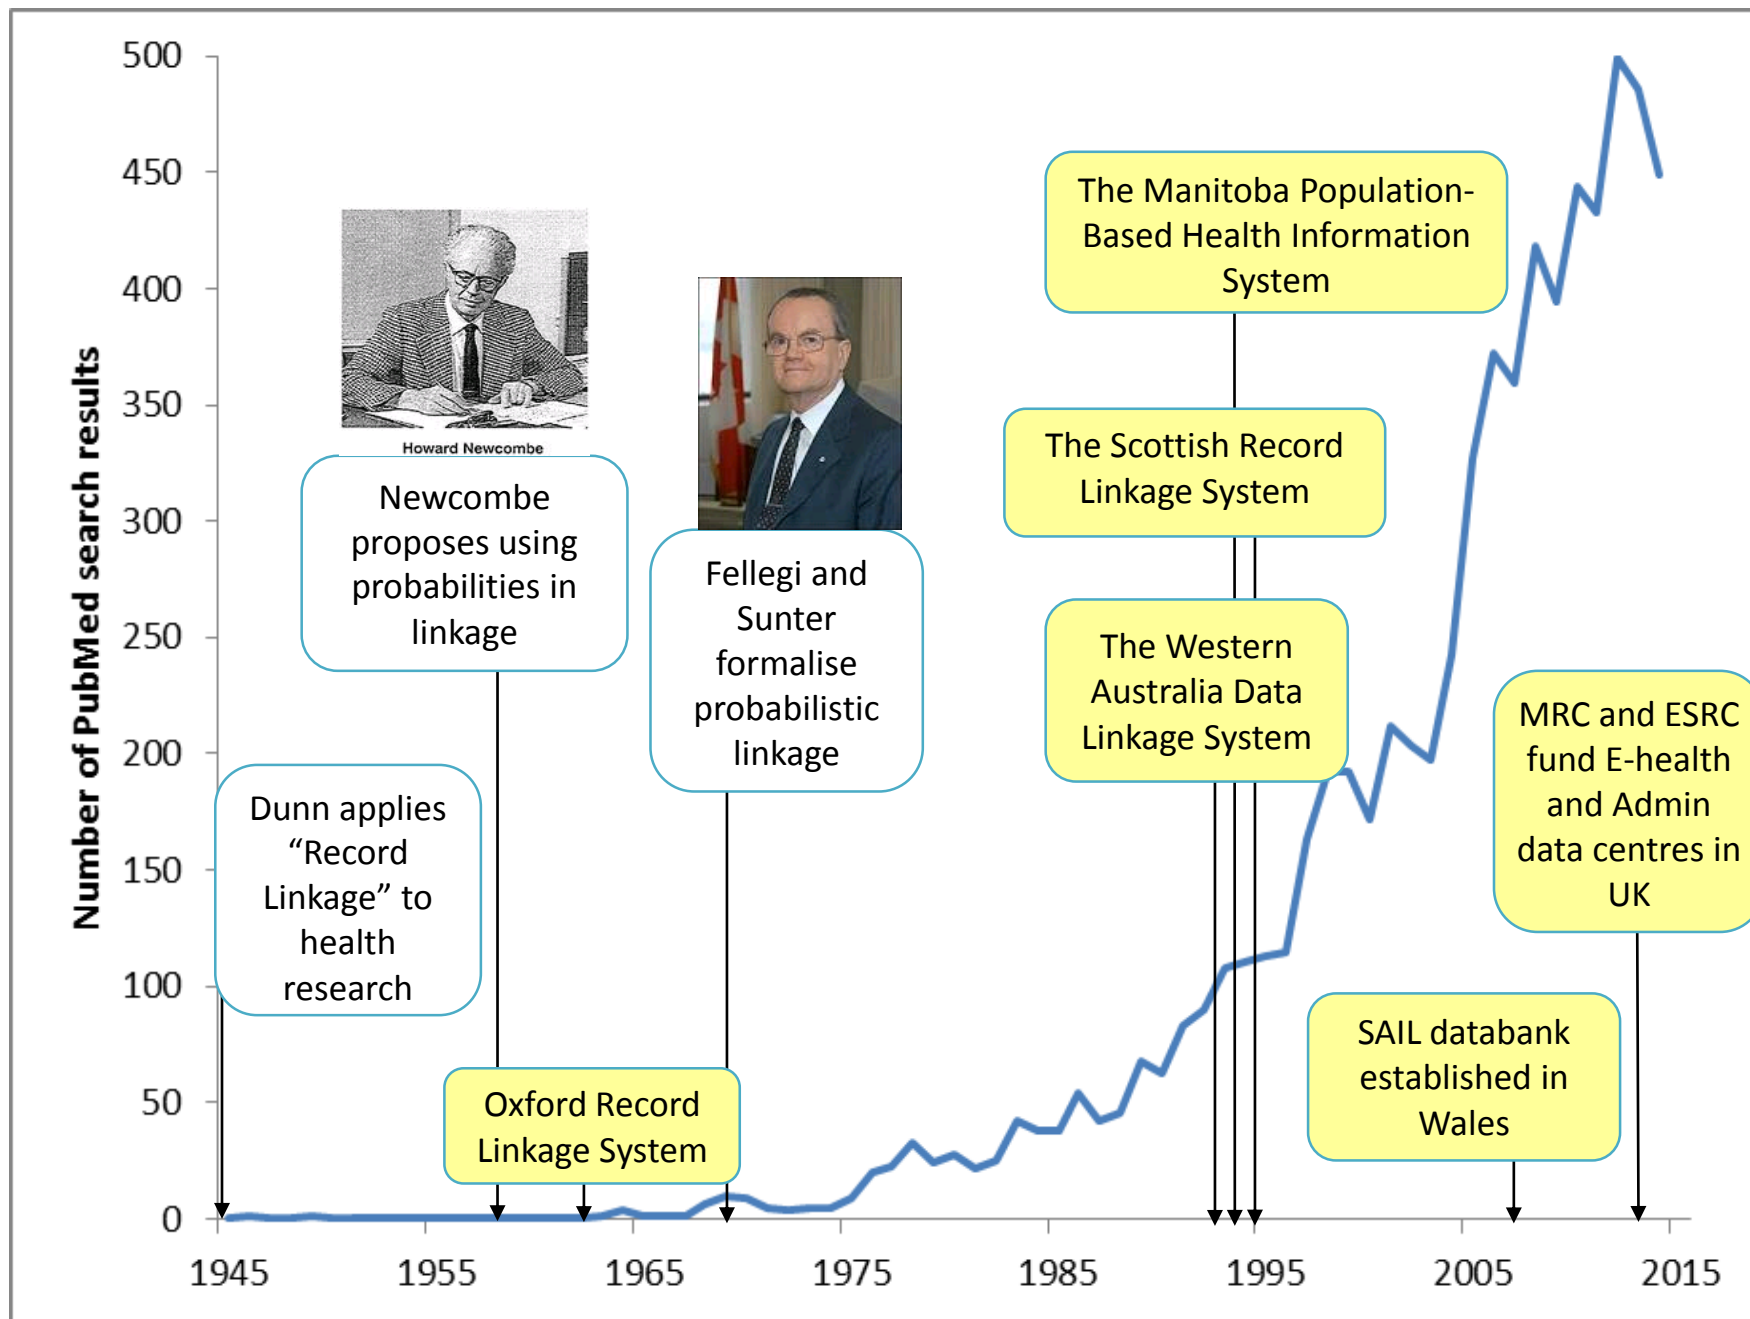 Number of PubMed search results
500
450
400
350
300
250
200
150
100
50
0
1945
1955
1965
1975
1985
1995
2005
2015
Dunn applies
“Record
Linkage” to
health
research
Howard Newcombe
Newcombe
proposes using
probabilities in
linkage
Oxford Record
Linkage System
Fellegi and
Sunter
formalise
probabilistic
linkage
The Manitoba Population-
Based Health Information
System
The Scottish Record
Linkage System
The Western
Australia Data
Linkage System
SAIL databank
established in
Wales
MRC and ESRC
fund E-health
and Admin
data centres in
UK